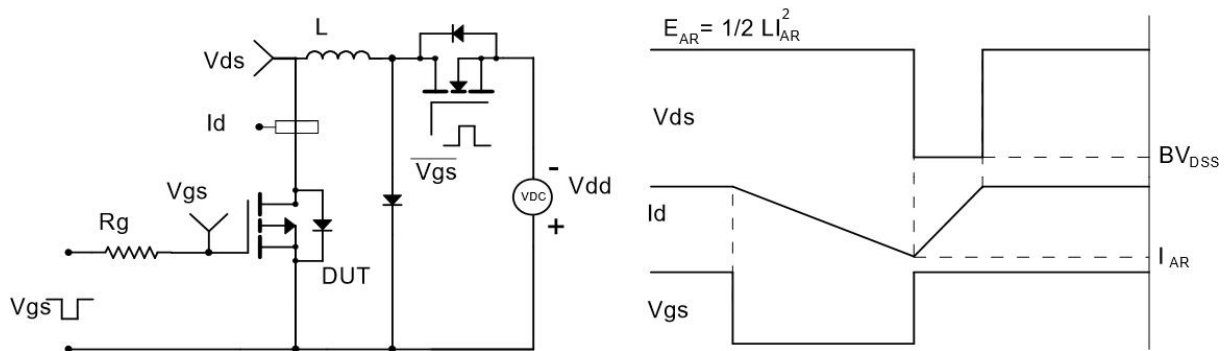 L
Vds
Id
Vgs
Vgs
Rg
DUT
Vgs
VDC
-
+
Vdd
E_AR = 1/2 LI_AR^2
Vds
BV_DSS
Id
I_AR
Vgs